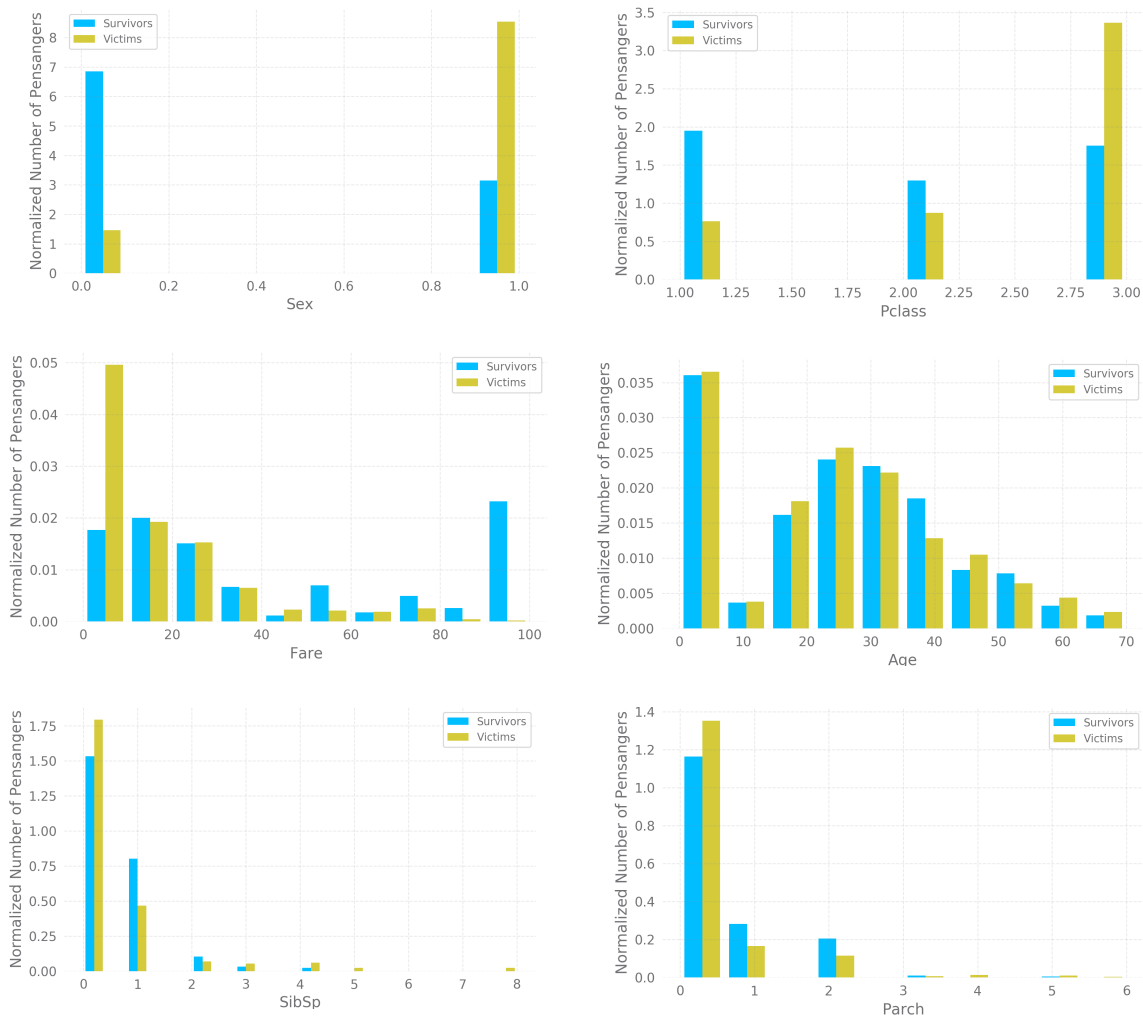 Survivors
Victims
Normalized Number of Pensangers
8
7
6
5
4
3
2
1
0
0.0 0.2 0.4 0.6 0.8 1.0
Sex
Survivors
Victims
Normalized Number of Pensangers
3.5
3.0
2.5
2.0
1.5
1.0
0.5
0.0
1.00 1.25 1.50 1.75 2.00 2.25 2.50 2.75 3.00
Pclass
Survivors
Victims
Normalized Number of Pensangers
0.05
0.04
0.03
0.02
0.01
0.00
0 20 40 60 80 100
Fare
Survivors
Victims
Normalized Number of Pensangers
0.035
0.030
0.025
0.020
0.015
0.010
0.005
0.000
0 10 20 30 40 50 60 70
Age
Survivors
Victims
Normalized Number of Pensangers
1.75
1.50
1.25
1.00
0.75
0.50
0.25
0.00
0 1 2 3 4 5 6 7 8
SibSp
Survivors
Victims
Normalized Number of Pensangers
1.4
1.2
1.0
0.8
0.6
0.4
0.2
0.0
0 1 2 3 4 5 6
Parch